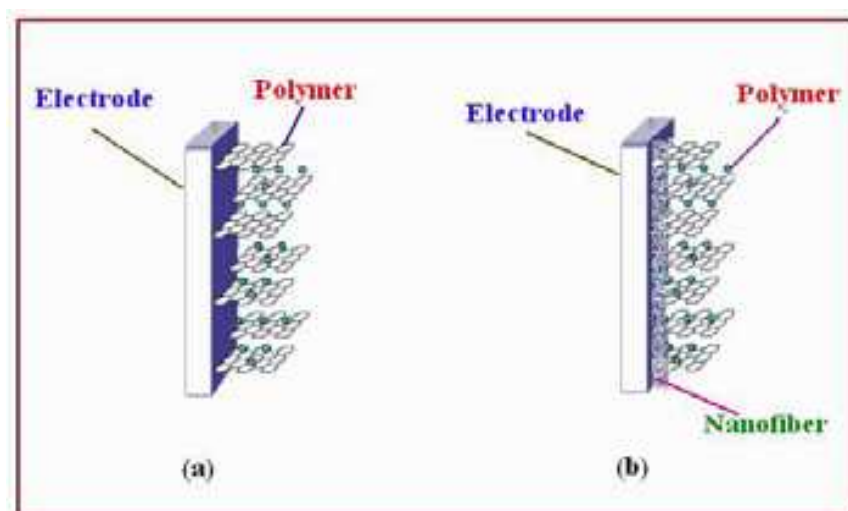 Electrode
Polymer
Electrode
Polymer
Nanofiber
(a)
(b)